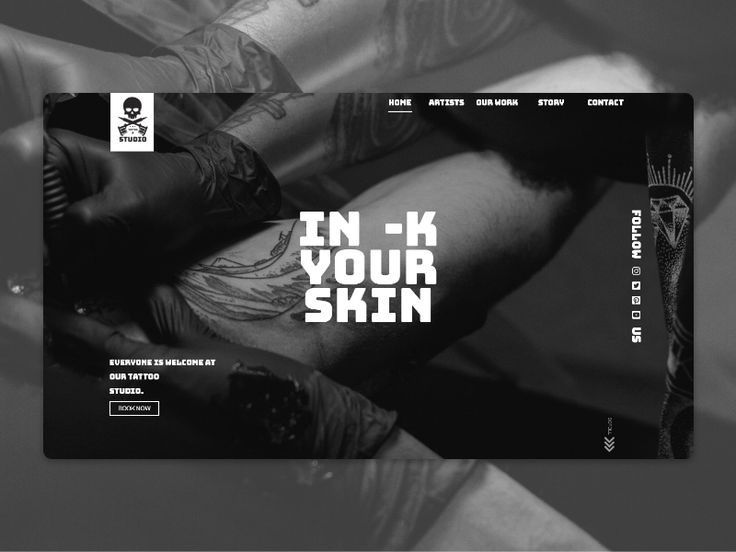 STUDIO
HOME ARTISTS OUR WORK STORY CONTACT
IN -K
YOUR
SKIN
FOLLOW
US
EVERYONE IS WELCOME AT
OUR TATTOO
STUDIO.
BOOK NOW